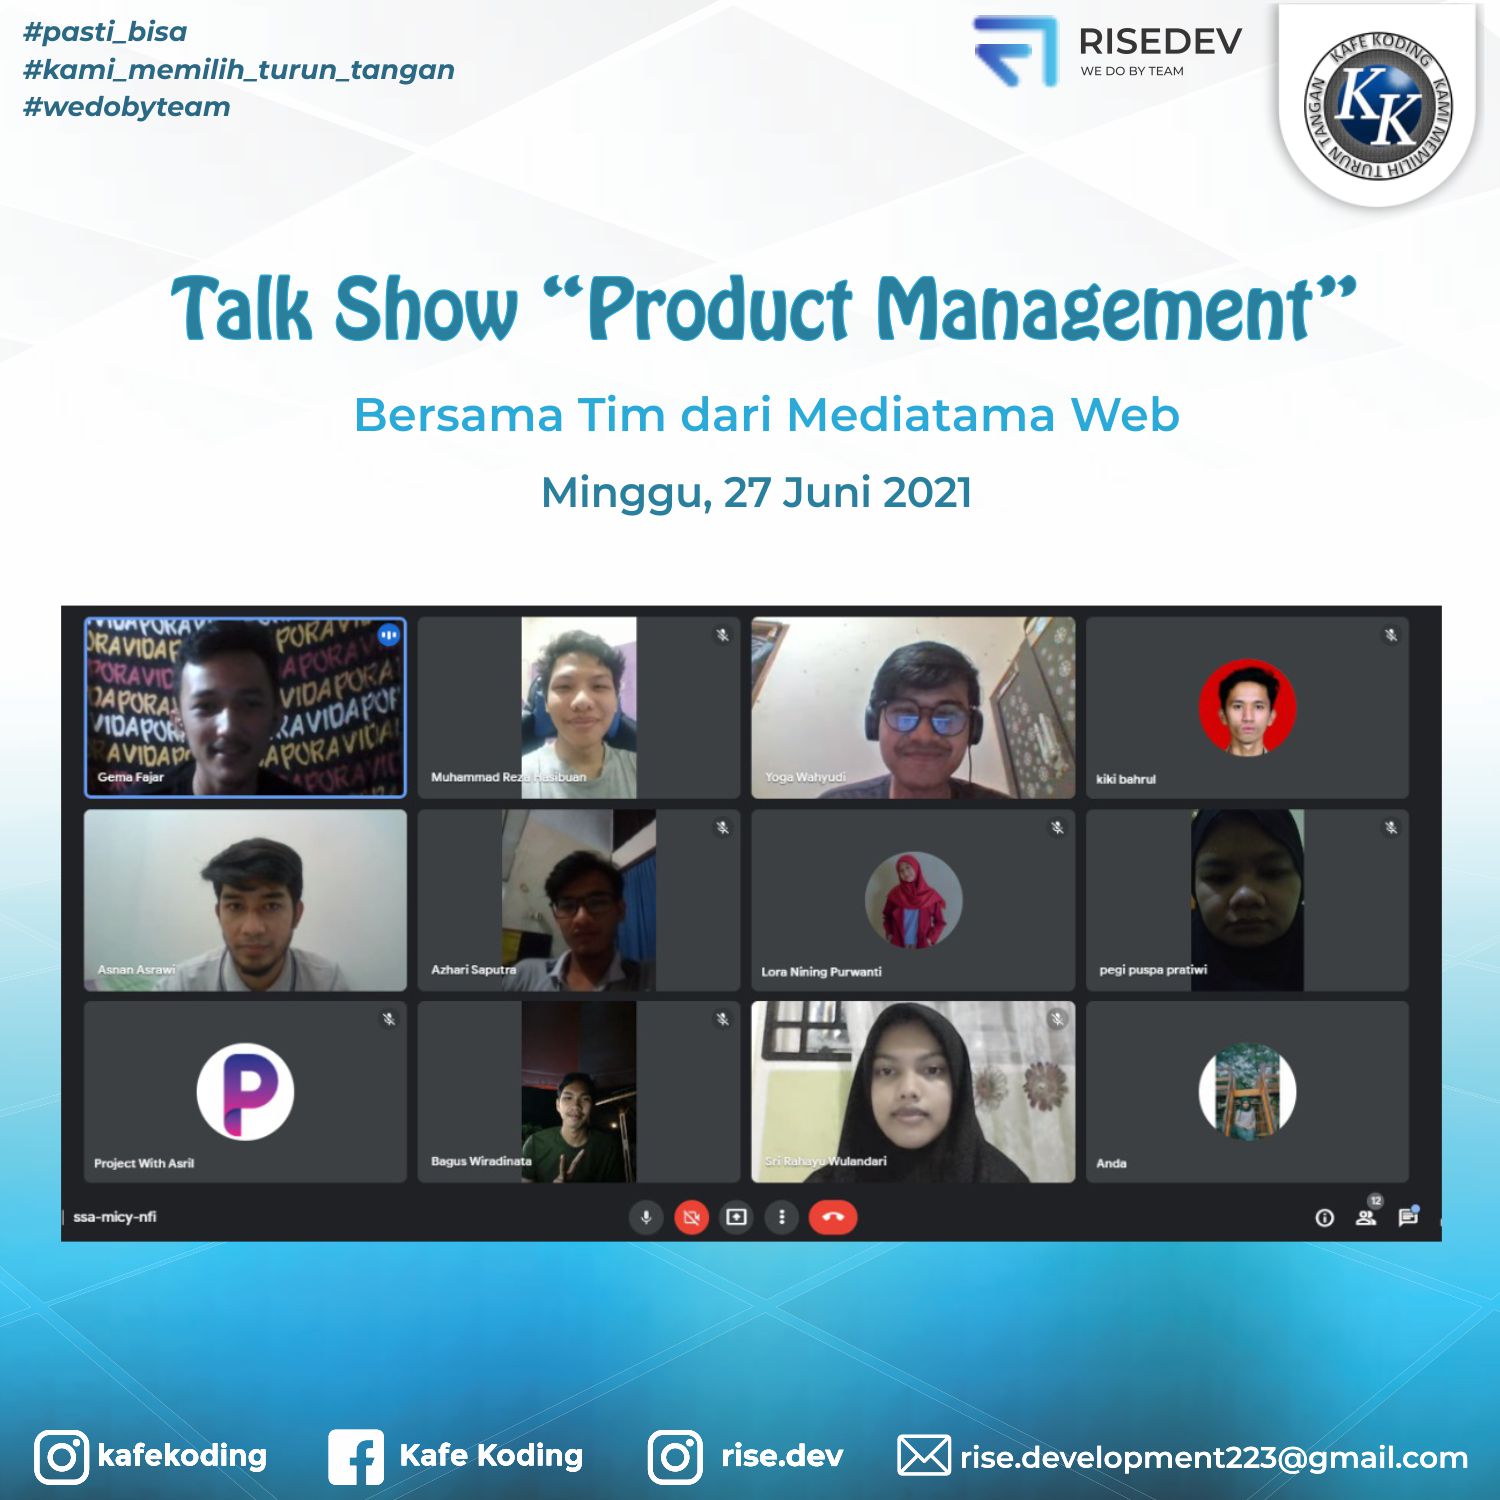 #pasti_bisa
#kami_memilih_turun_tangan
#wedobyteam
RISEDEV
WE DO BY TEAM
KAFE KODING
KAMI MEMILIH TURUN TANGAN
KK
Talk Show “Product Management”
Bersama Tim dari Mediatama Web
Minggu, 27 Juni 2021
PORAVIDA
Gema Fajar
Muhammad Reza Hasibuan
Yoga Wahyudi
kiki bahrul
Asnan Asrawi
Azhari Saputra
Lora Nining Purwanti
pegi puspa pratiwi
P
Project With Asril
Bagus Wiradinata
Sri Rahayu Wulandari
Anda
ssa-micy-nfi
12
kafekoding
Kafe Koding
rise.dev
rise.development223@gmail.com